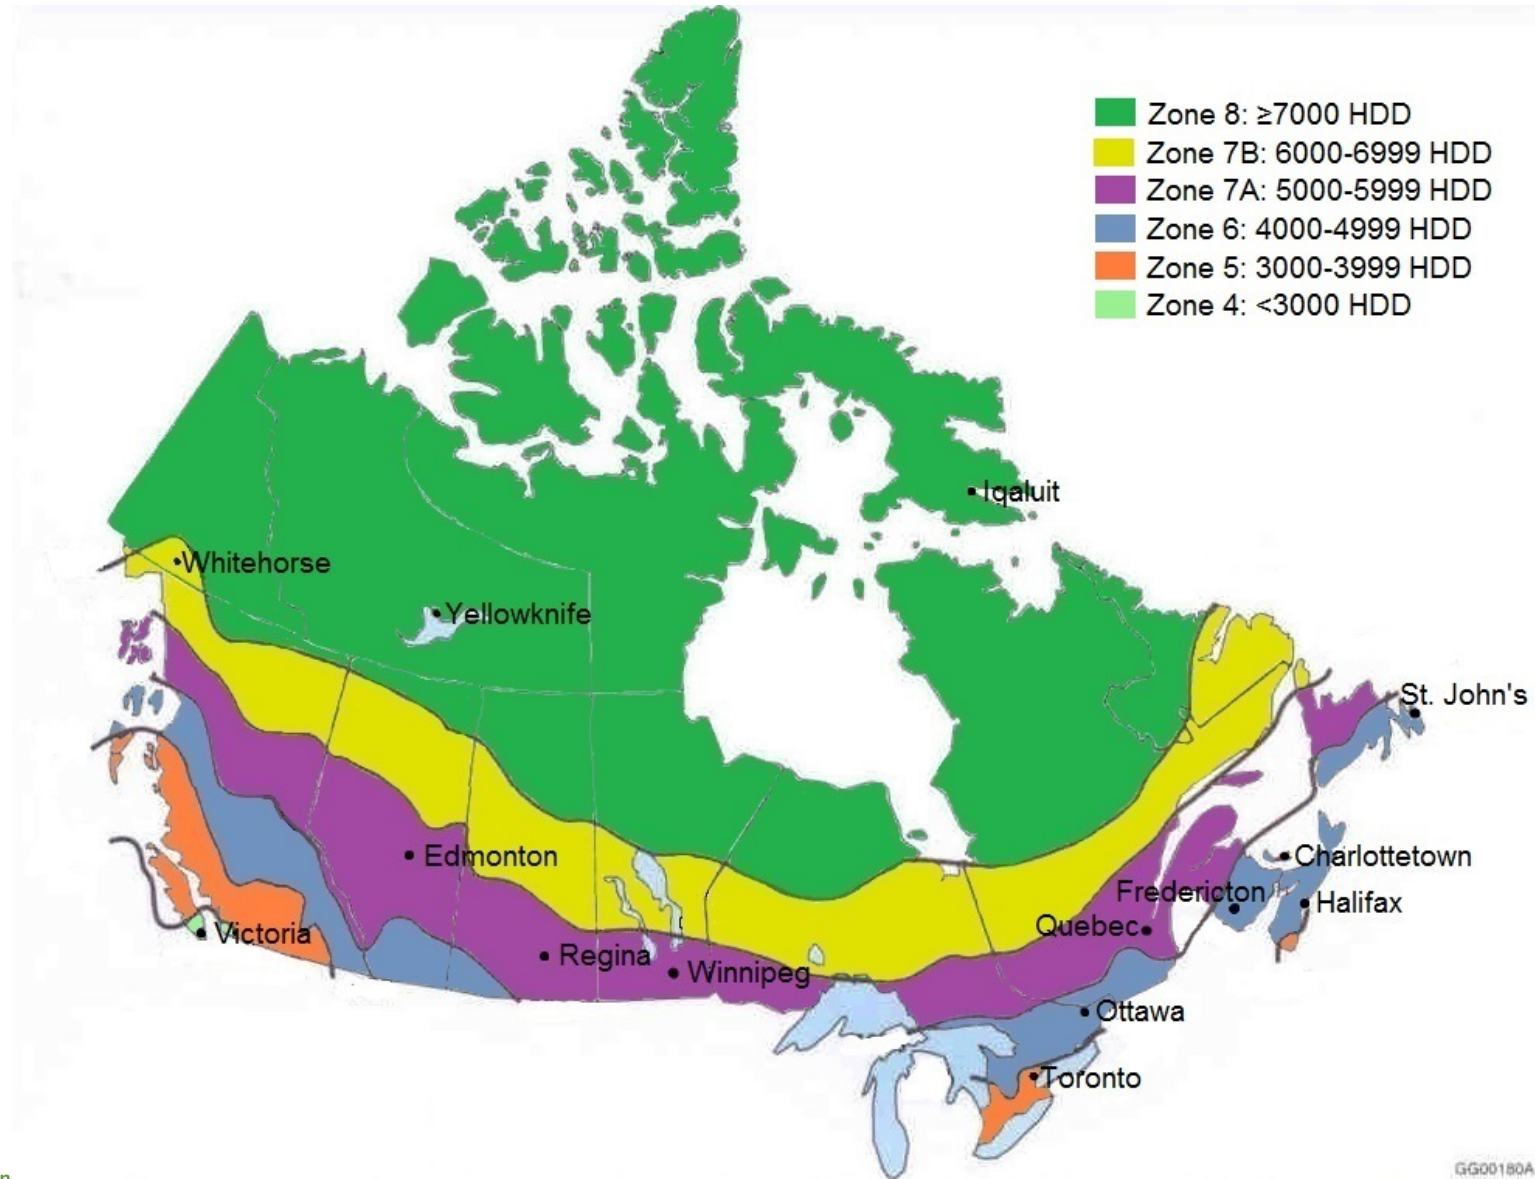 Zone 8: ≥7000 HDD
Zone 7B: 6000-6999 HDD
Zone 7A: 5000-5999 HDD
Zone 6: 4000-4999 HDD
Zone 5: 3000-3999 HDD
Zone 4: <3000 HDD
Iqaluit
Whitehorse
Yellowknife
St. John's
Edmonton
Charlottetown
Fredericton
Halifax
Quebec
Victoria
Regina
Winnipeg
Ottawa
Toronto
GG00180A
n